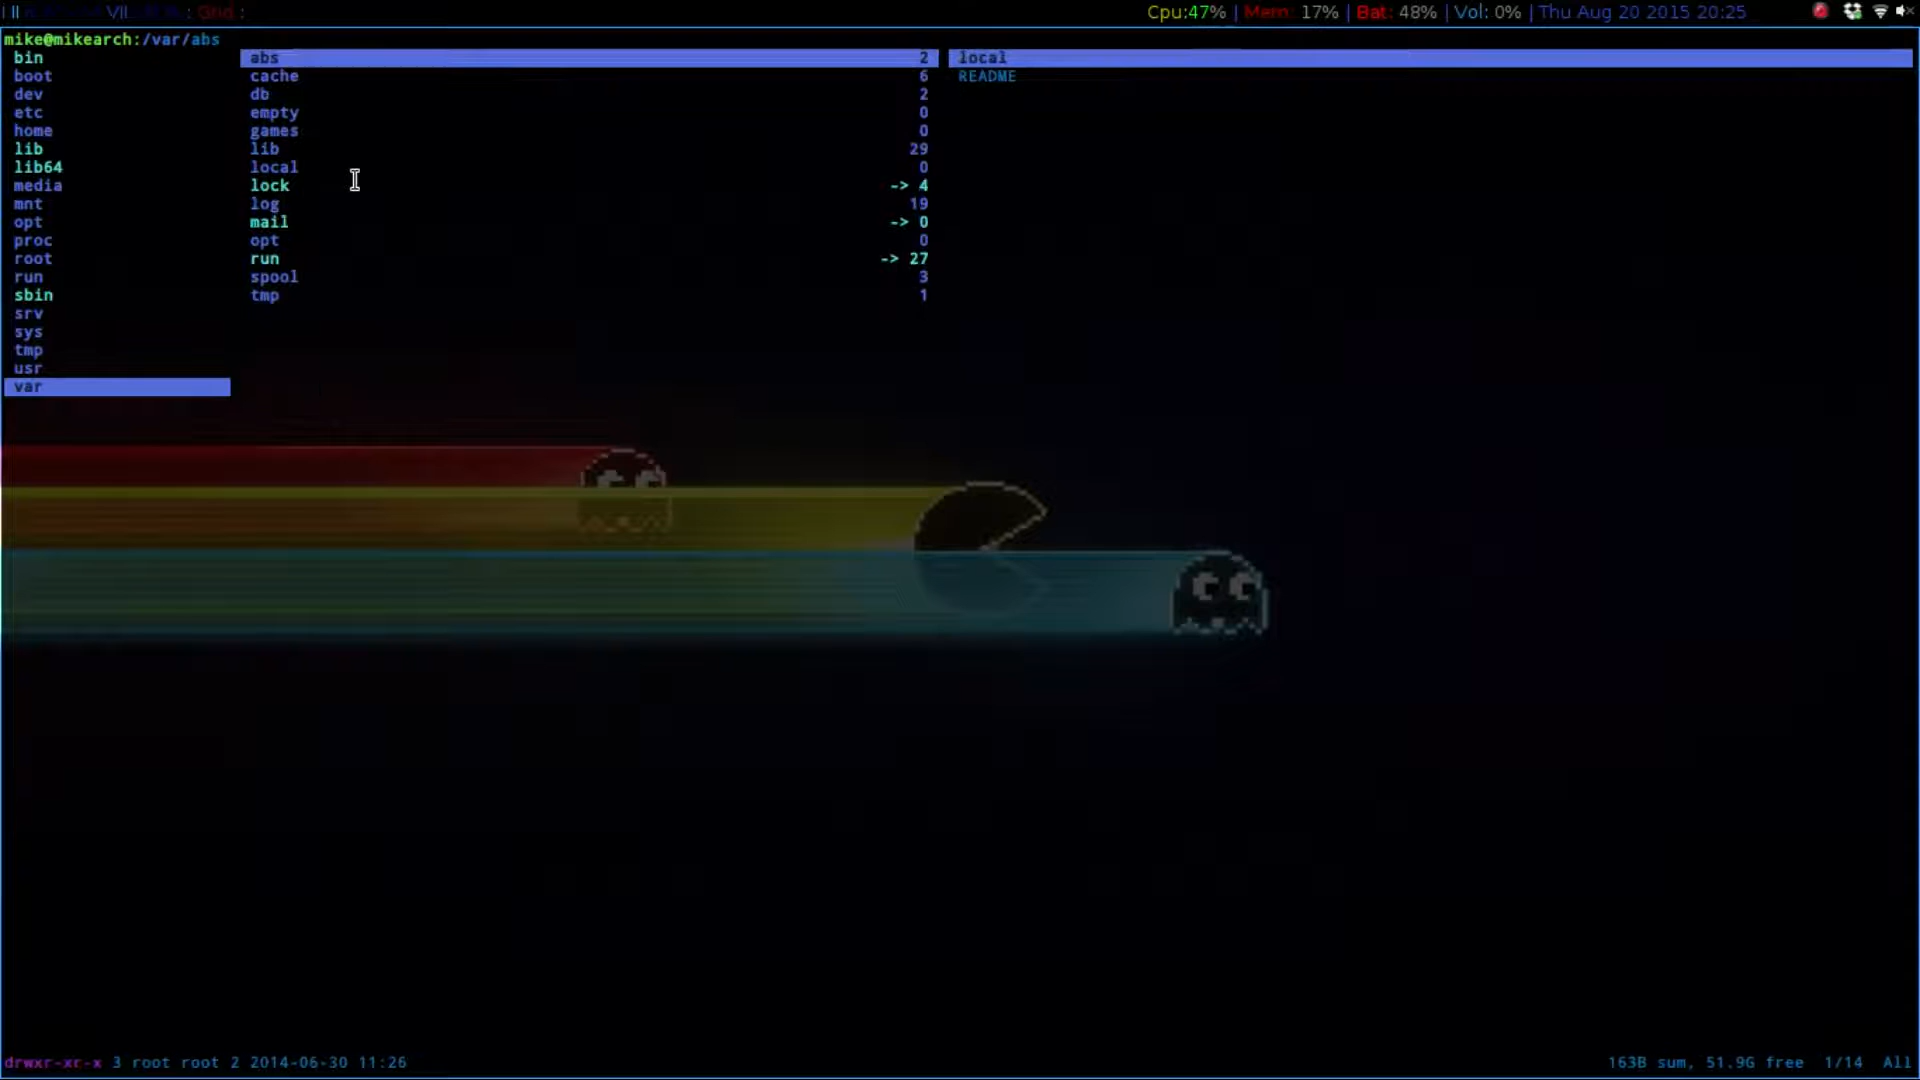 VII : Grid : Cpu:47% | Mem: 17% | Bat: 48% | Vol: 0% | Thu Aug 20 2015 20:25
mike@mikearch:/var/abs
bin
boot
dev
etc
home
lib
lib64
media
mnt
opt
proc
root
run
sbin
srv
sys
tmp
usr
var
abs 2
cache 6
db 2
empty 0
games 0
lib 29
local 0
lock -> 4
log 19
mail -> 0
opt 0
run -> 27
spool 3
tmp 1
local
README
drwxr-xr-x 3 root root 2 2014-06-30 11:26 163B sum, 51.9G free 1/14 All